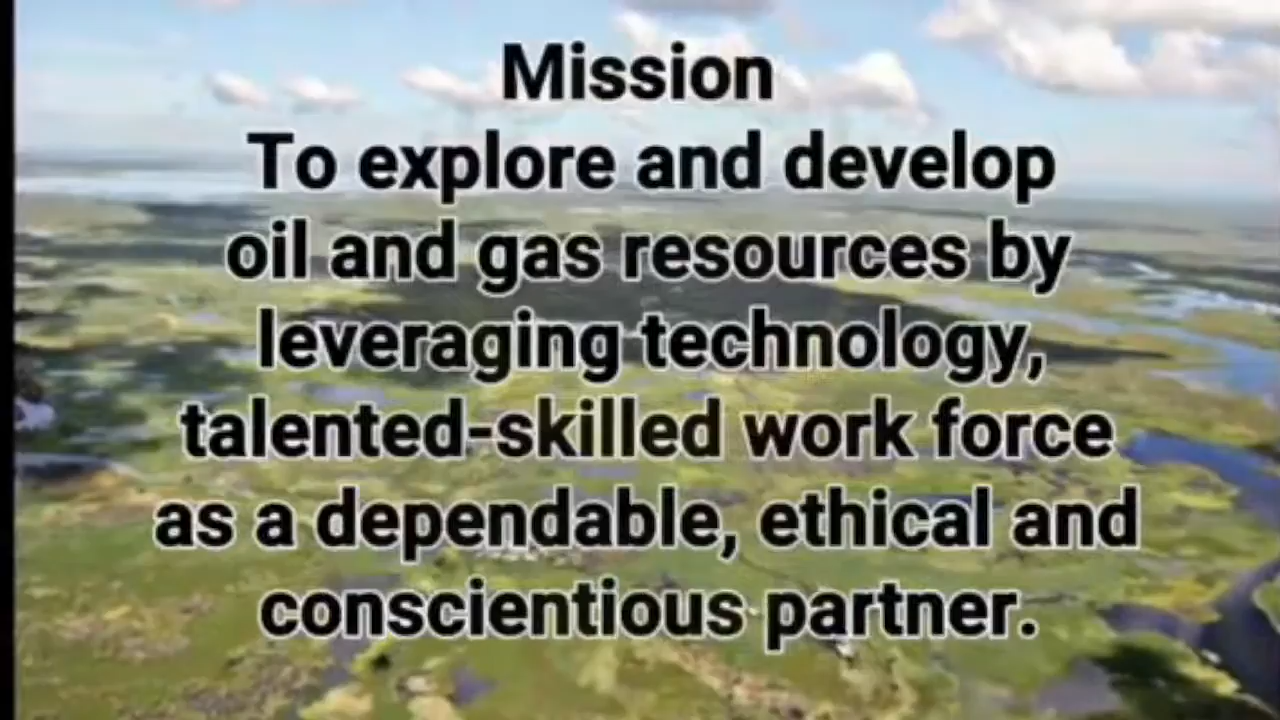 Mission
To explore and develop
oil and gas resources by
leveraging technology,
talented-skilled work force
as a dependable, ethical and
conscientious partner.